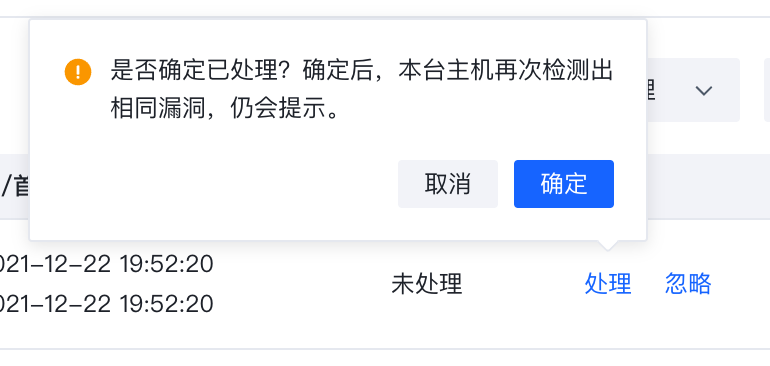 是否确定已处理？确定后，本台主机再次检测出
相同漏洞，仍会提示。
理
取消
确定
/首
021-12-22 19:52:20
021-12-22 19:52:20
未处理
处理
忽略